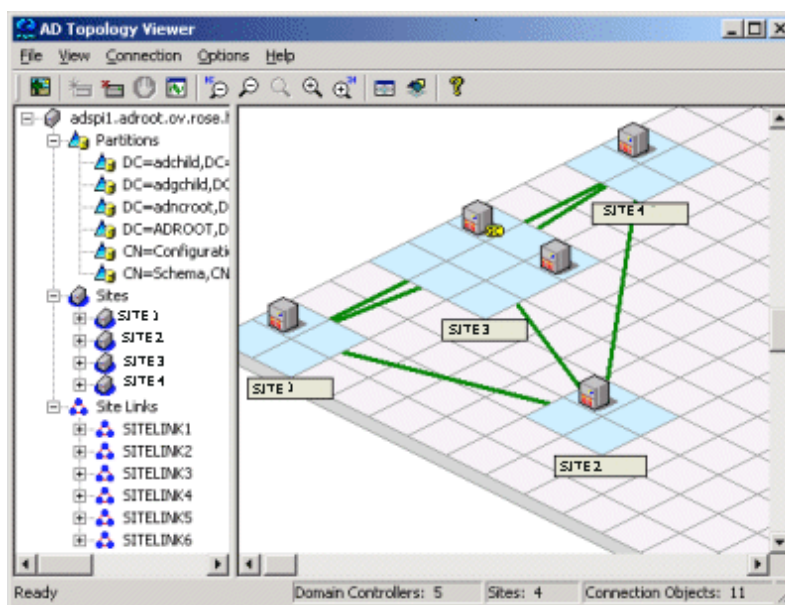 AD Topology Viewer
File View Connection Options Help
adspi1.adroot.ov.rose.
Partitions
DC=adchild,DC=
DC=adgchild,DC
DC=adncroot,D
DC=ADROOT,D
CN=Configurati
CN=Schema,CN
Sites
SITE 1
SITE 2
SITE 3
SITE 4
Site Links
SITELINK1
SITELINK2
SITELINK3
SITELINK4
SITELINK5
SITELINK6
SITE 4
SITE 3
SITE 1
SITE 2
Ready
Domain Controllers: 5
Sites: 4
Connection Objects: 11